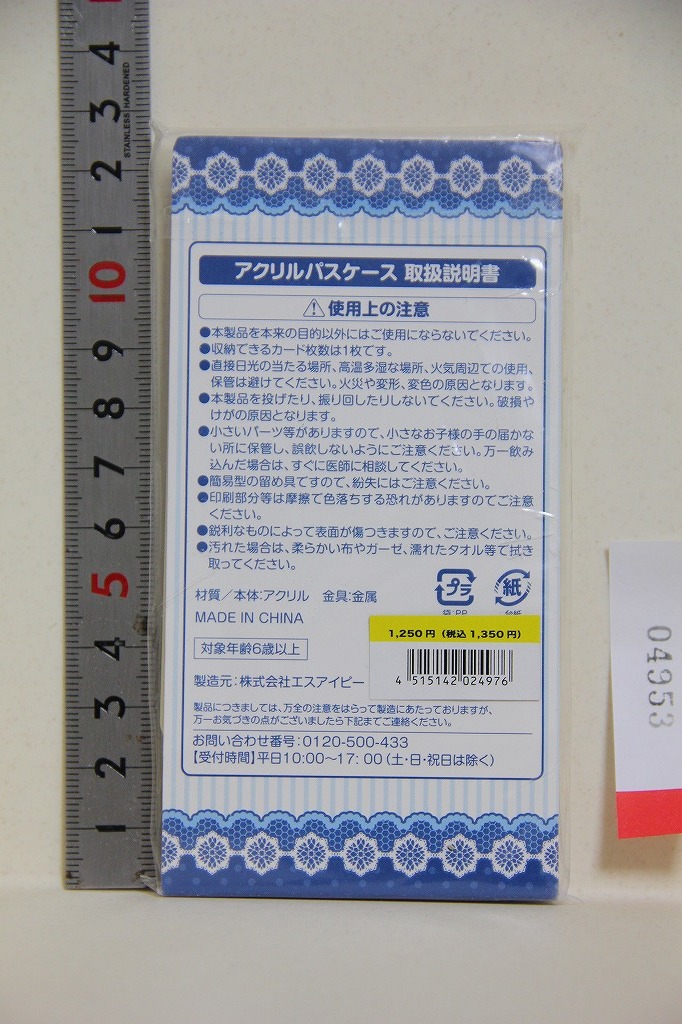 4
3
STAINLESS HARDENED
2
1
10
9
8
7
6
5
4
3
2
1
アクリルパスケース 取扱説明書
⚠使用上の注意
●本製品を本来の目的以外にはご使用にならないでください。
●収納できるカード枚数は1枚です。
●直接日光の当たる場所、高温多湿な場所、火気周辺での使用、
保管は避けてください。火災や変形、変色の原因となります。
●本製品を投げたり、振り回したりしないでください。破損や
けがの原因となります。
●小さいパーツ等がありますので、小さなお子様の手の届かな
い所に保管し、誤飲しないようにご注意ください。万一飲み
込んだ場合は、すぐに医師に相談してください。
●簡易型の留め具ですので、紛失にはご注意ください。
●印刷部分等は摩擦で色落ちする恐れがありますのでご注意
ください。
●鋭利なものによって表面が傷つきますので、ご注意ください。
●汚れた場合は、柔らかい布やガーゼ、濡れたタオル等で拭き
取ってください。
材質／本体:アクリル 金具:金属
プラ 紙
袋:PP 台紙
MADE IN CHINA
1,250円（税込1,350円）
4 515142 024976
対象年齢6歳以上
製造元:株式会社エスアイピー
製品につきましては、万全の注意をはらって製造にあたっておりますが、
万一お気づきの点がございましたら下記までご連絡ください。
お問い合わせ番号:0120-500-433
【受付時間】平日10:00〜17:00(土・日・祝日は除く)
04953